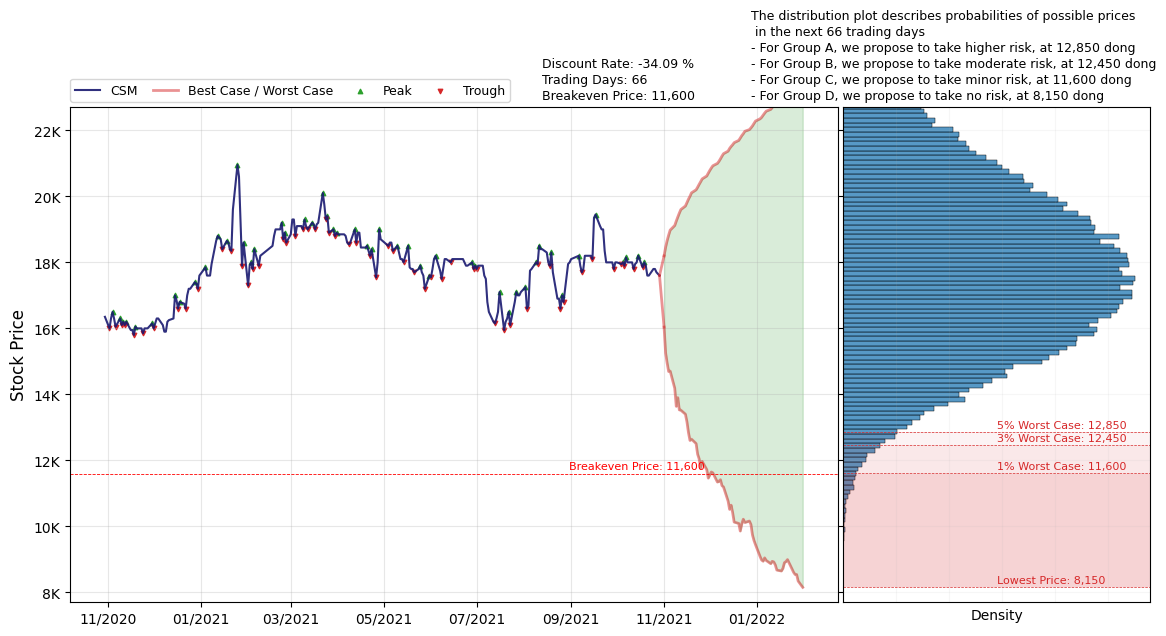 The distribution plot describes probabilities of possible prices
in the next 66 trading days
- For Group A, we propose to take higher risk, at 12,850 dong
- For Group B, we propose to take moderate risk, at 12,450 dong
- For Group C, we propose to take minor risk, at 11,600 dong
- For Group D, we propose to take no risk, at 8,150 dong
Discount Rate: -34.09 %
Trading Days: 66
Breakeven Price: 11,600
CSM
Best Case / Worst Case
Peak
Trough
Stock Price
22K
20K
18K
16K
14K
12K
10K
8K
Breakeven Price: 11,600
11/2020
01/2021
03/2021
05/2021
07/2021
09/2021
11/2021
01/2022
5% Worst Case: 12,850
3% Worst Case: 12,450
1% Worst Case: 11,600
Lowest Price: 8,150
Density